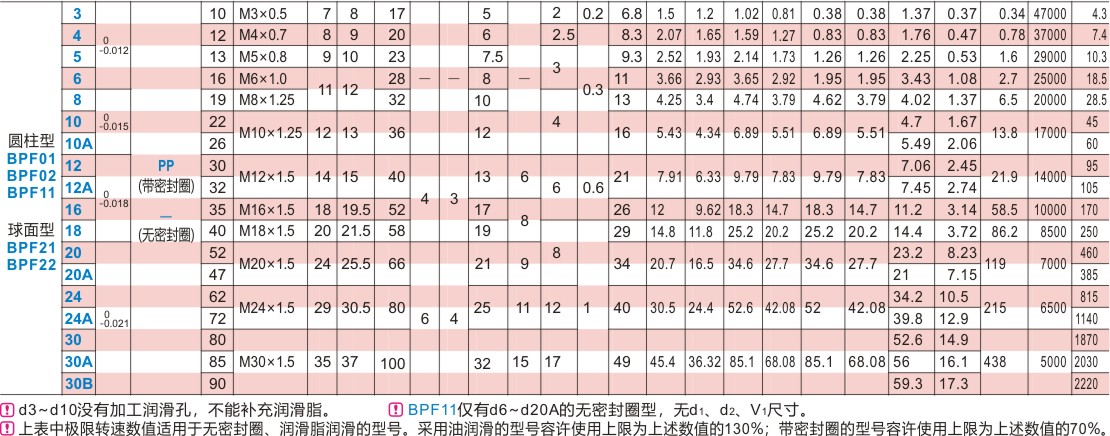 3 10 M3×0.5 7 8 17 5 2 0.2 6.8 1.5 1.2 1.02 0.81 0.38 0.38 1.37 0.37 0.34 47000 4.3
4 0 -0.012 12 M4×0.7 8 9 20 6 2.5 8.3 2.07 1.65 1.59 1.27 0.83 0.83 1.76 0.47 0.78 37000 7.4
5 13 M5×0.8 9 10 23 7.5 3 0.3 9.3 2.52 1.93 2.14 1.73 1.26 1.26 2.25 0.53 1.6 29000 10.3
6 16 M6×1.0 11 12 28 — — 8 — 11 3.66 2.93 3.65 2.92 1.95 1.95 3.43 1.08 2.7 25000 18.5
8 19 M8×1.25 32 10 13 4.25 3.4 4.74 3.79 4.62 3.79 4.02 1.37 6.5 20000 28.5
10 0 -0.015 22 M10×1.25 12 13 36 12 4 16 5.43 4.34 6.89 5.51 6.89 5.51 4.7 1.67 13.8 17000 45
10A 26 5.49 2.06 60
圆柱型
BPF01
BPF02
BPF11
球面型
BPF21
BPF22
PP
(带密封圈)
—
(无密封圈)
12 30 M12×1.5 14 15 40 4 3 13 6 6 0.6 21 7.91 6.33 9.79 7.83 9.79 7.83 7.06 2.45 21.9 14000 95
12A 0 -0.018 32 7.45 2.74 105
16 35 M16×1.5 18 19.5 52 17 8 26 12 9.62 18.3 14.7 18.3 14.7 11.2 3.14 58.5 10000 170
18 40 M18×1.5 20 21.5 58 19 29 14.8 11.8 25.2 20.2 25.2 20.2 14.4 3.72 86.2 8500 250
20 52 M20×1.5 24 25.5 66 21 9 8 34 20.7 16.5 34.6 27.7 34.6 27.7 23.2 8.23 119 7000 460
20A 47 21 7.15 385
24 62 M24×1.5 29 30.5 80 6 4 25 11 12 1 40 30.5 24.4 52.6 42.08 52 42.08 34.2 10.5 215 6500 815
24A 0 -0.021 72 39.8 12.9 1140
30 80 52.6 14.9 1870
30A 85 M30×1.5 35 37 100 32 15 17 49 45.4 36.32 85.1 68.08 85.1 68.08 56 16.1 438 5000 2030
30B 90 59.3 17.3 2220
! d3~d10没有加工润滑孔，不能补充润滑脂。 ! BPF11仅有d6~d20A的无密封圈型，无d₁、d₂、V₁尺寸。
! 上表中极限转速数值适用于无密封圈、润滑脂润滑的型号。采用油润滑的型号容许使用上限为上述数值的130%；带密封圈的型号容许使用上限为上述数值的70%。